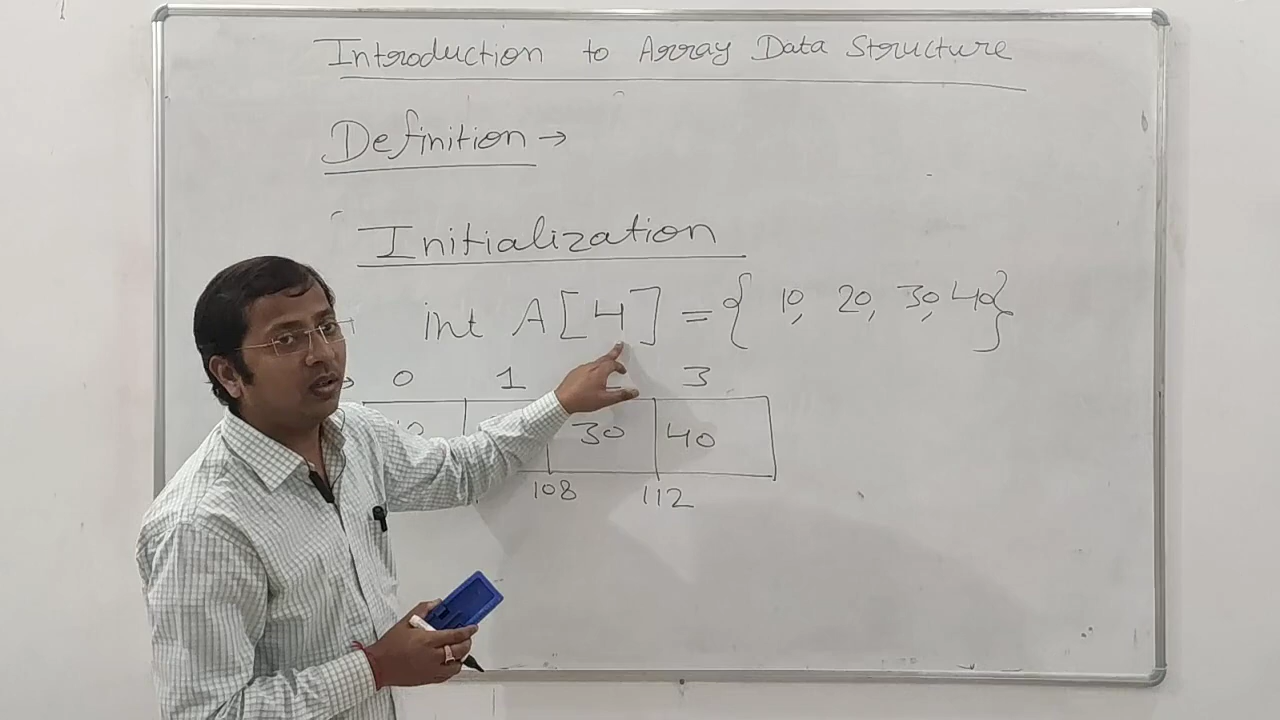 Introduction to Array Data Structure
Definition →
Initialization
int A[4] = { 10, 20, 30, 40}
0 1 3
30 40
108 112